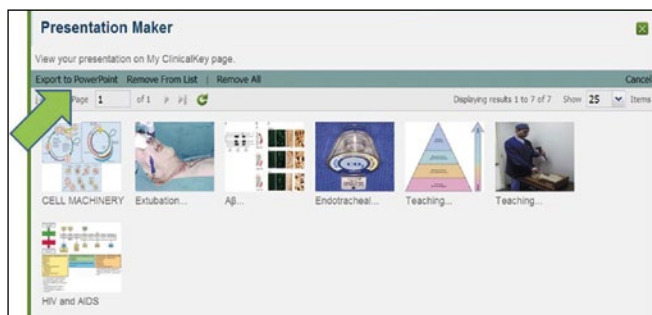 Presentation Maker
View your presentation on My ClinicalKey page.
Export to PowerPoint Remove From List | Remove All Cancel
Page 1 of 1 Displaying results 1 to 7 of 7 Show 25 Items
CELL MACHINERY Extubation... Aβ... Endotracheal... Teaching... Teaching...
HIV and AIDS